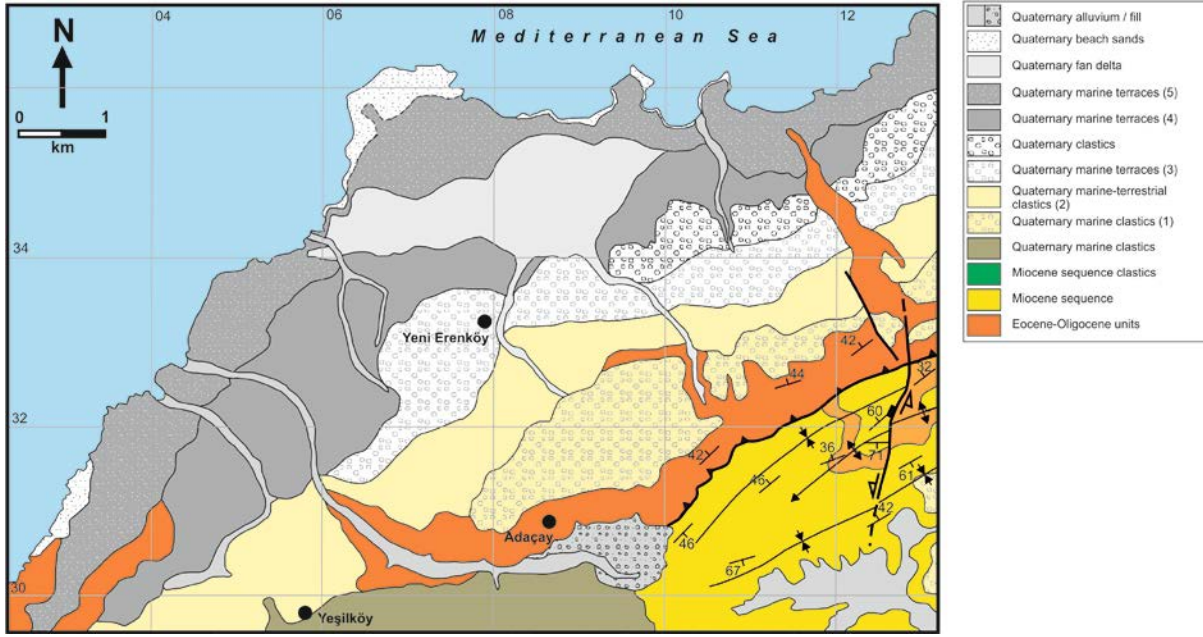 04
06
08
10
12
Mediterranean Sea
N
0 1
km
34
32
30
Yeni Erenköy
Adaçay
Yeşilköy
42
44
32
60
42
36
71
46
61
42
46
67
Quaternary alluvium / fill
Quaternary beach sands
Quaternary fan delta
Quaternary marine terraces (5)
Quaternary marine terraces (4)
Quaternary clastics
Quaternary marine terraces (3)
Quaternary marine-terrestrial
clastics (2)
Quaternary marine clastics (1)
Quaternary marine clastics
Miocene sequence clastics
Miocene sequence
Eocene-Oligocene units